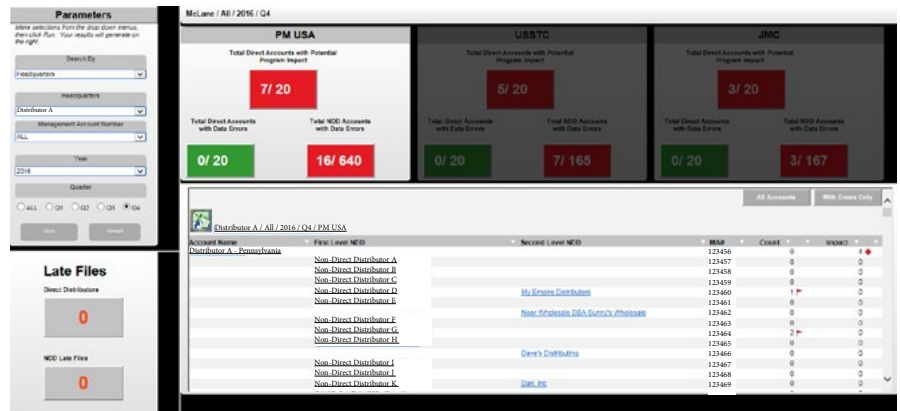 Parameters
Make selections from the drop down menus,
then click Run. Your results will generate on
the right.
Search By
Headquarters
Headquarters
Distributor A
Management Account Number
ALL
Year
2016
Quarter
ALL Q1 Q2 Q3 Q4
Run Reset
Late Files
Direct Distributors
0
NDD Late Files
0
McLane / All / 2016 / Q4
PM USA
Total Direct Accounts with Potential
Program Impact
7/ 20
Total Direct Accounts
with Data Errors
Total NDD Accounts
with Data Errors
0/ 20
16/ 640
USSTC
Total Direct Accounts with Potential
Program Impact
5/ 20
Total Direct Accounts
with Data Errors
Total NDD Accounts
with Data Errors
0/ 20
7/ 165
JMC
Total Direct Accounts with Potential
Program Impact
3/ 20
Total Direct Accounts
with Data Errors
Total NDD Accounts
with Data Errors
0/ 20
3/ 167
All Accounts With Errors Only
Distributor A / All / 2016 / Q4 / PM USA
Account Name First Level NDD Second Level NDD MA# Count Impact
Distributor A - Pennsylvania 123456 0 4
Non-Direct Distributor A 123457 0 0
Non-Direct Distributor B 123458 0 0
Non-Direct Distributor C 123459 0 0
Non-Direct Distributor D My Empire Distributors 123460 1 0
Non-Direct Distributor E 123461 0 0
Wholesale DBA Sunny's Wholesale 123462 0 0
Non-Direct Distributor F 123463 0 0
Non-Direct Distributor G 123464 2 0
Non-Direct Distributor H 123465 0 0
Dave's Distributing 123466 0 0
Non-Direct Distributor I 123467 0 0
Non-Direct Distributor J 123468 0 0
Non-Direct Distributor K Dan, Inc 123469 0 0